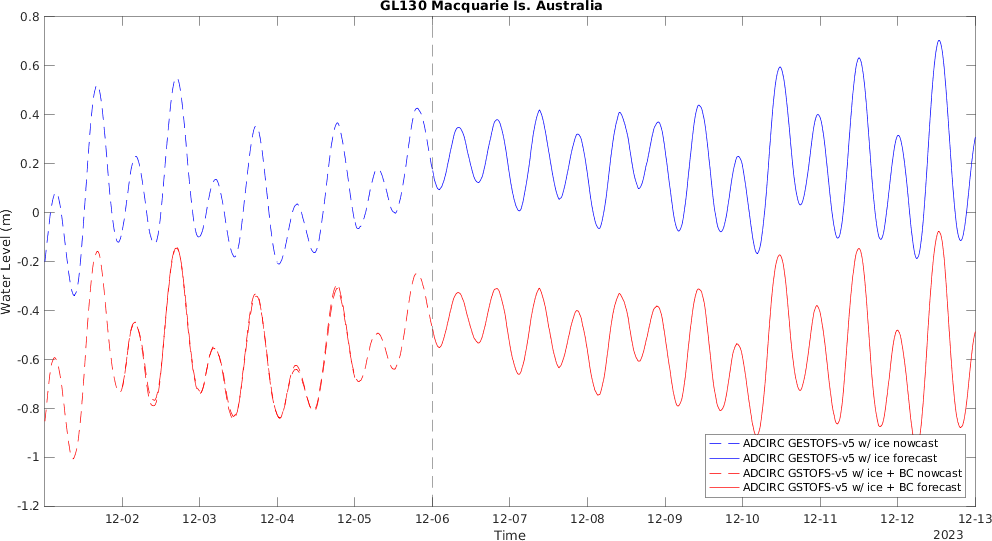 GL130 Macquarie Is. Australia
0.8
0.6
0.4
0.2
0
-0.2
-0.4
-0.6
-0.8
-1
-1.2
Water Level (m)
ADCIRC GESTOFS-v5 w/ ice nowcast
ADCIRC GESTOFS-v5 w/ ice forecast
ADCIRC GSTOFS-v5 w/ ice + BC nowcast
ADCIRC GSTOFS-v5 w/ ice + BC forecast
12-02 12-03 12-04 12-05 12-06 12-07 12-08 12-09 12-10 12-11 12-12 12-13
Time
2023